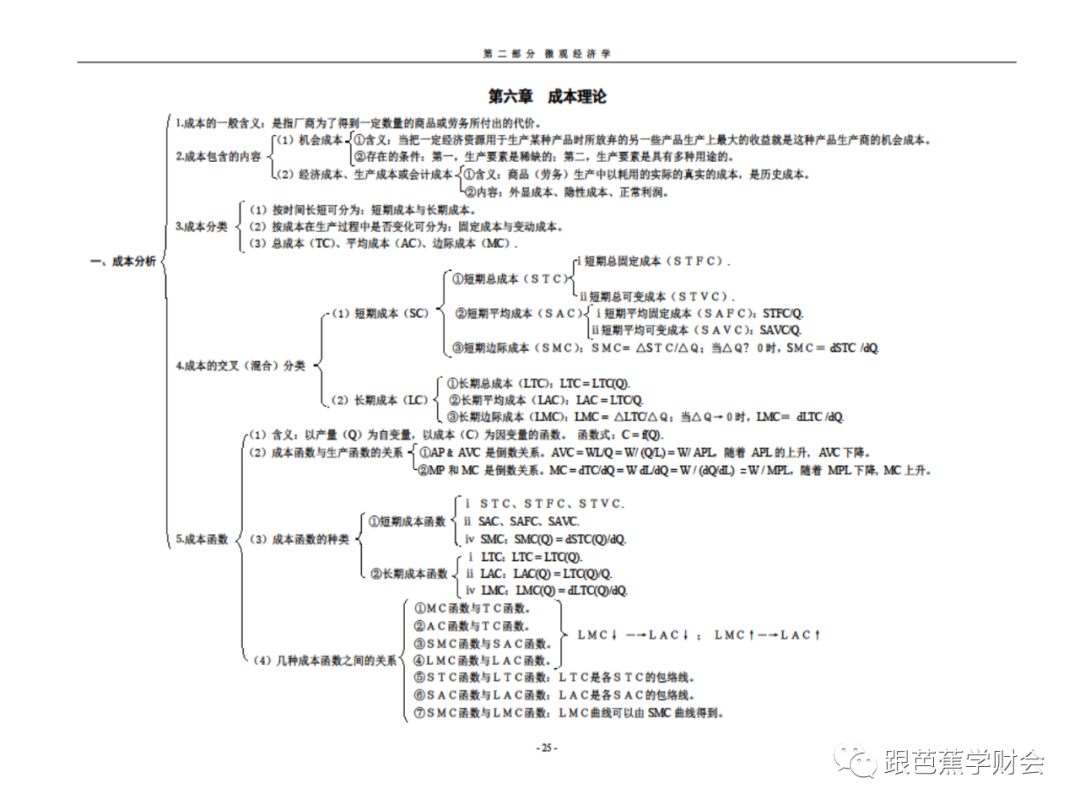 第二部分 微观经济学
第六章 成本理论
1.成本的一般含义：是指厂商为了得到一定数量的商品或劳务所付出的代价。
2.成本包含的内容
（1）机会成本
①含义：当把一定经济资源用于生产某种产品时所放弃的另一些产品生产上最大的收益就是这种产品生产商的机会成本。
②存在的条件：第一，生产要素是稀缺的；第二，生产要素是具有多种用途的。
（2）经济成本、生产成本或会计成本
①含义：商品（劳务）生产中以耗用的实际的真实的成本，是历史成本。
②内容：外显成本、隐性成本、正常利润。
3.成本分类
（1）按时间长短可分为：短期成本与长期成本。
（2）按成本在生产过程中是否变化可分为：固定成本与变动成本。
（3）总成本（TC）、平均成本（AC）、边际成本（MC）.
一、成本分析
4.成本的交叉（混合）分类
（1）短期成本（SC）
①短期总成本（STC）
i 短期总固定成本（STFC）.
ii 短期总可变成本（STVC）.
②短期平均成本（SAC）
i 短期平均固定成本（SAFC）：STFC/Q.
ii 短期平均可变成本（SAVC）：SAVC/Q.
③短期边际成本（SMC）：SMC= △STC/△Q；当△Q? 0时，SMC= dSTC /dQ.
（2）长期成本（LC）
①长期总成本（LTC）：LTC=LTC(Q).
②长期平均成本（LAC）：LAC=LTC/Q.
③长期边际成本（LMC）：LMC= △LTC/△Q；当△Q→0时，LMC= dLTC /dQ.
5.成本函数
（1）含义：以产量（Q）为自变量，以成本（C）为因变量的函数。 函数式：C=f(Q).
（2）成本函数与生产函数的关系
①AP& AVC 是倒数关系。AVC=WL/Q=W/ (Q/L)=W/ APL，随着 APL的上升，AVC下降。
②MP和 MC 是倒数关系。MC=dTC/dQ=W dL/dQ=W / (dQ/dL) =W / MPL，随着 MPL下降, MC上升。
（3）成本函数的种类
①短期成本函数
i STC、STFC、STVC.
ii SAC、SAFC、SAVC.
iv SMC：SMC(Q)=dSTC(Q)/dQ.
②长期成本函数
i LTC：LTC=LTC(Q).
ii LAC：LAC(Q)=LTC(Q)/Q.
iv LMC：LMC(Q)=dLTC(Q)/dQ.
（4）几种成本函数之间的关系
①MC函数与TC函数。
②AC函数与TC函数。
③SMC函数与SAC函数。
④LMC函数与LAC函数。
LMC↓—→LAC↓；LMC↑—→LAC↑
⑤STC函数与LTC函数：LTC是各STC的包络线。
⑥SAC函数与LAC函数：LAC是各SAC的包络线。
⑦SMC函数与LMC函数：LMC曲线可以由 SMC 曲线得到。
- 25 -
跟芭蕉学财会